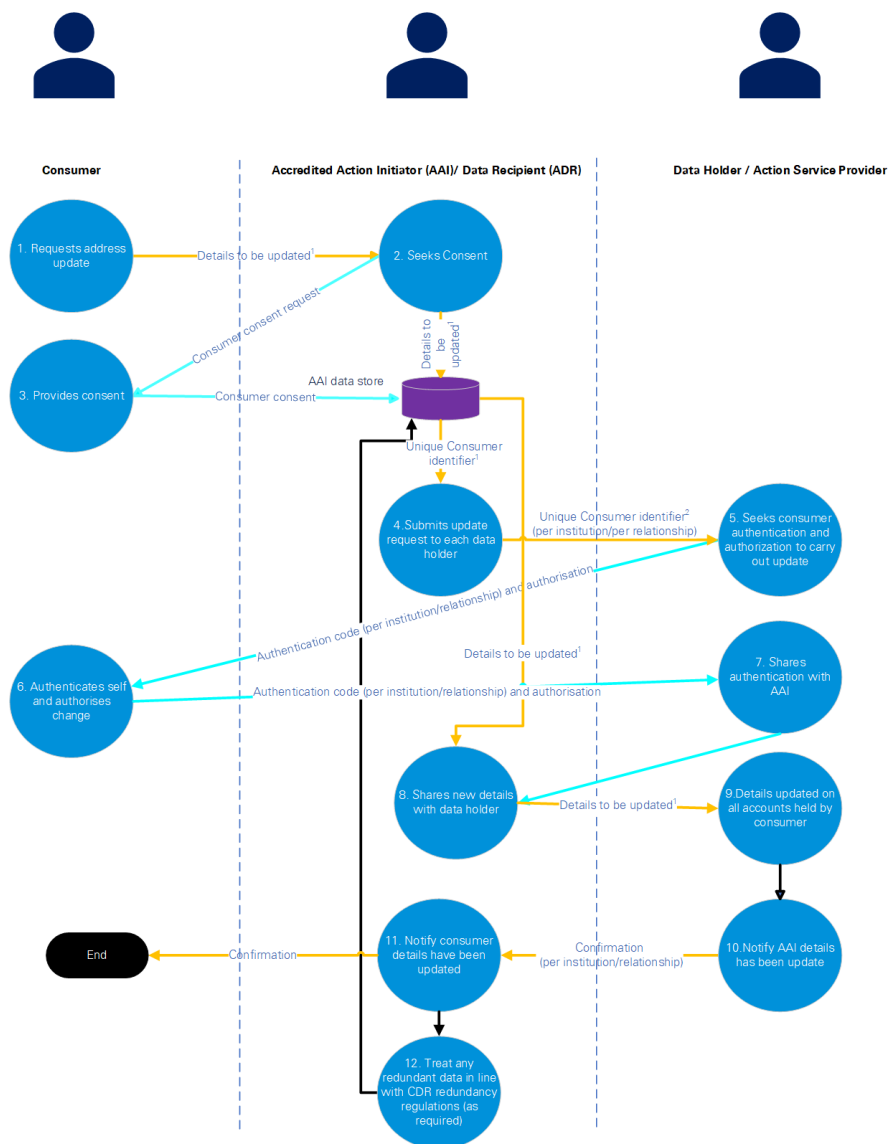 Consumer
Accredited Action Initiator (AAI)/ Data Recipient (ADR)
Data Holder / Action Service Provider
1. Requests address
update
Details to be updated¹
2. Seeks Consent
Consumer consent request
Details to
be
updated¹
3. Provides consent
Consumer consent
AAI data store
Unique Consumer
identifier¹
4.Submits update
request to each data
holder
Unique Consumer identifier²
(per institution/per relationship)
5. Seeks consumer
authentication and
authorization to carry
out update
Authentication code (per institution/relationship) and authorisation
Details to be updated¹
6. Authenticates self
and authorises
change
Authentication code (per institution/relationship) and authorisation
7. Shares
authentication with
AAI
8. Shares new details
with data holder
Details to be updated¹
9.Details updated on
all accounts held by
consumer
End
Confirmation
11. Notify consumer
details have been
updated
Confirmation
(per institution/relationship)
10.Notify AAI details
has been update
12. Treat any
redundant data in line
with CDR redundancy
regulations (as
required)